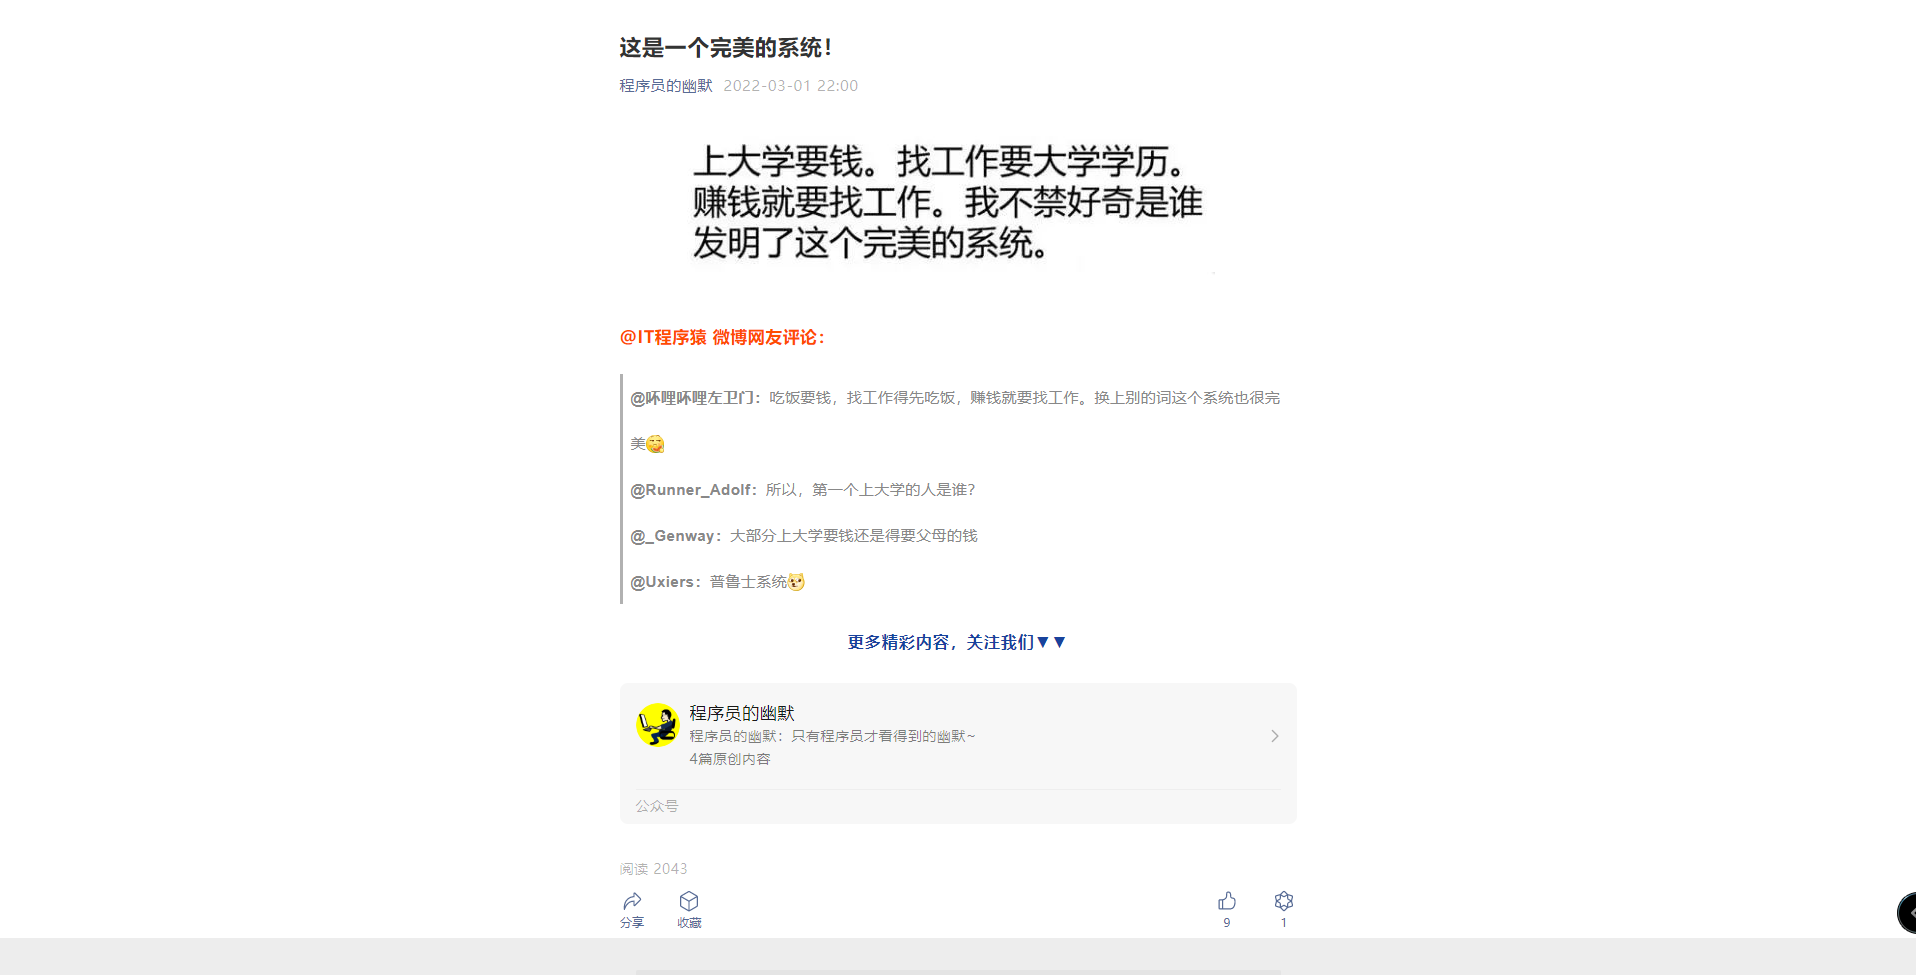 这是一个完美的系统！
程序员的幽默 2022-03-01 22:00
上大学要钱。找工作要大学学历。
赚钱就要找工作。我不禁好奇是谁
发明了这个完美的系统。
@IT程序猿 微博网友评论：
@吥哩吥哩左卫门：吃饭要钱，找工作得先吃饭，赚钱就要找工作。换上别的词这个系统也很完
美
@Runner_Adolf：所以，第一个上大学的人是谁？
@_Genway：大部分上大学要钱还是得要父母的钱
@Uxiers：普鲁士系统
更多精彩内容，关注我们▼▼
程序员的幽默
程序员的幽默：只有程序员才看得到的幽默~
4篇原创内容
公众号
阅读 2043
分享 收藏 9 1